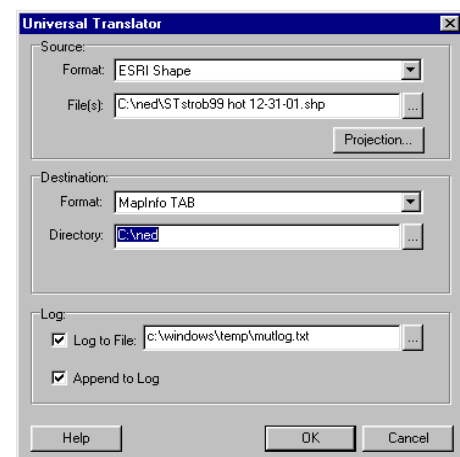 Universal Translator
Source:
Format: ESRI Shape
File(s): C:\ned\STstrob99 hot 12-31-01.shp ...
Projection...
Destination:
Format: MapInfo TAB
Directory: C:\ned ...
Log:
Log to File: c:\windows\temp\mutlog.txt ...
Append to Log
Help OK Cancel